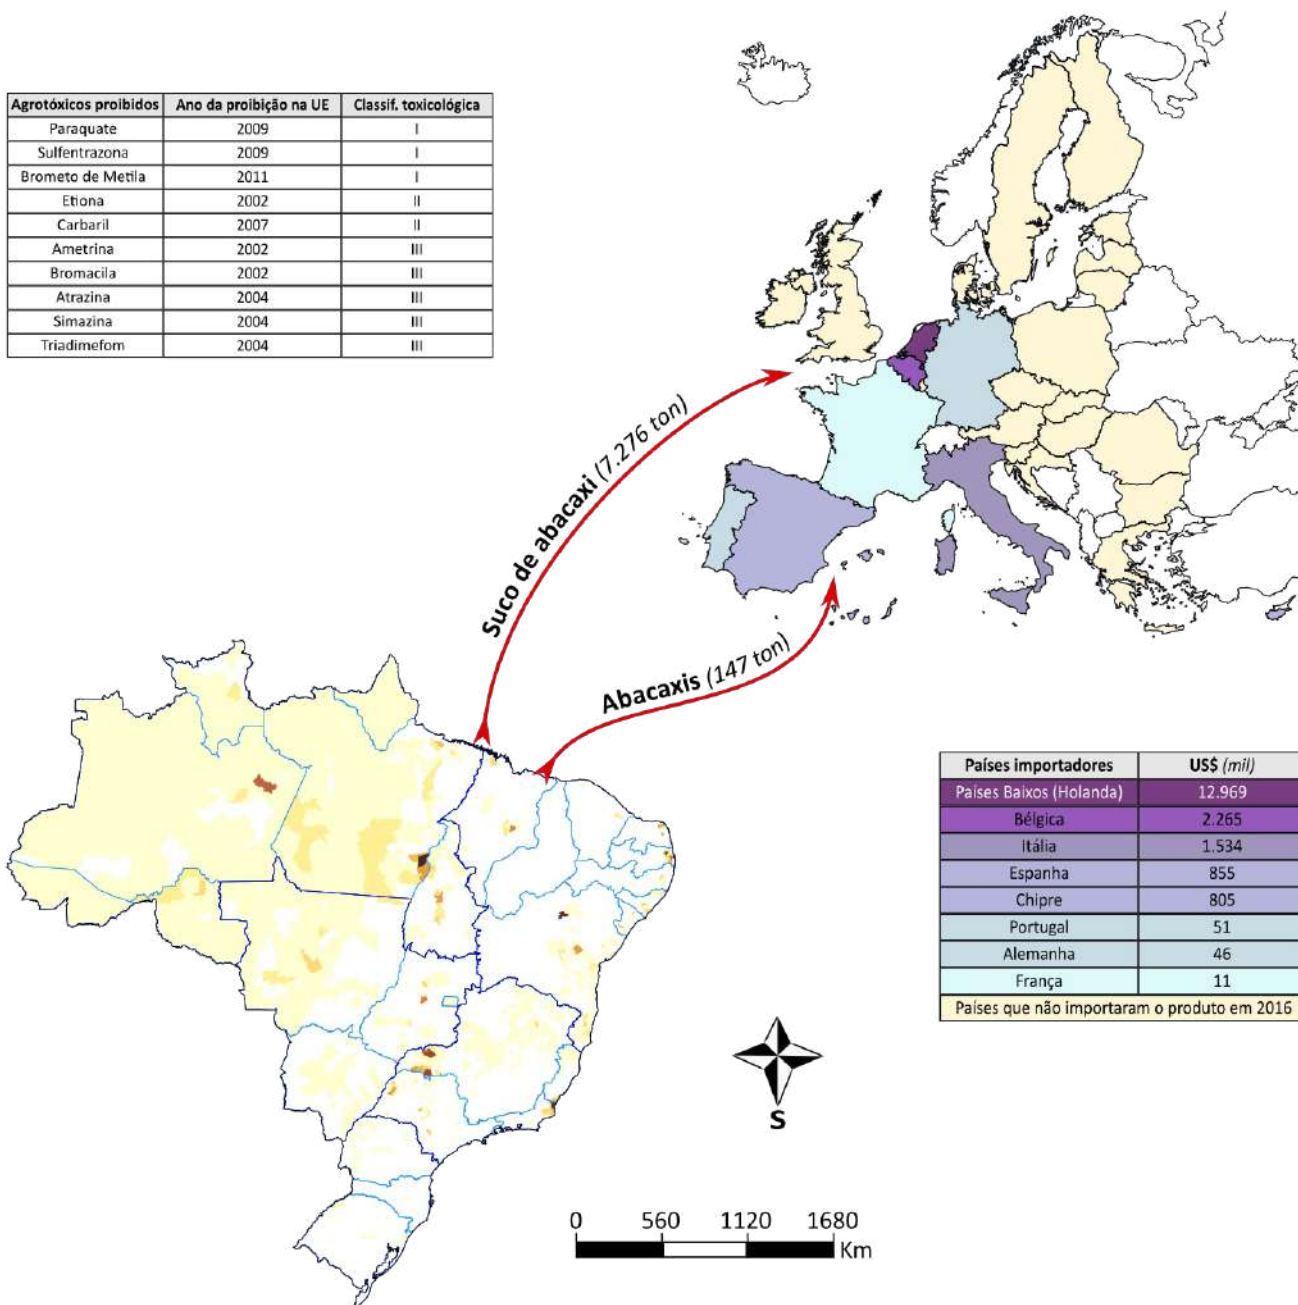 Agrotóxicos proibidos Ano da proibição na UE Classif. toxicológica
Paraquate 2009 I
Sulfentrazona 2009 I
Brometo de Metila 2011 I
Etiona 2002 II
Carbaril 2007 II
Ametrina 2002 III
Bromacila 2002 III
Atrazina 2004 III
Simazina 2004 III
Triadimefom 2004 III
Suco de abacaxi (7.276 ton)
Abacaxis (147 ton)
Países importadores US$ (mil)
Países Baixos (Holanda) 12.969
Bélgica 2.265
Itália 1.534
Espanha 855
Chipre 805
Portugal 51
Alemanha 46
França 11
Países que não importaram o produto em 2016
S
0 560 1120 1680
Km